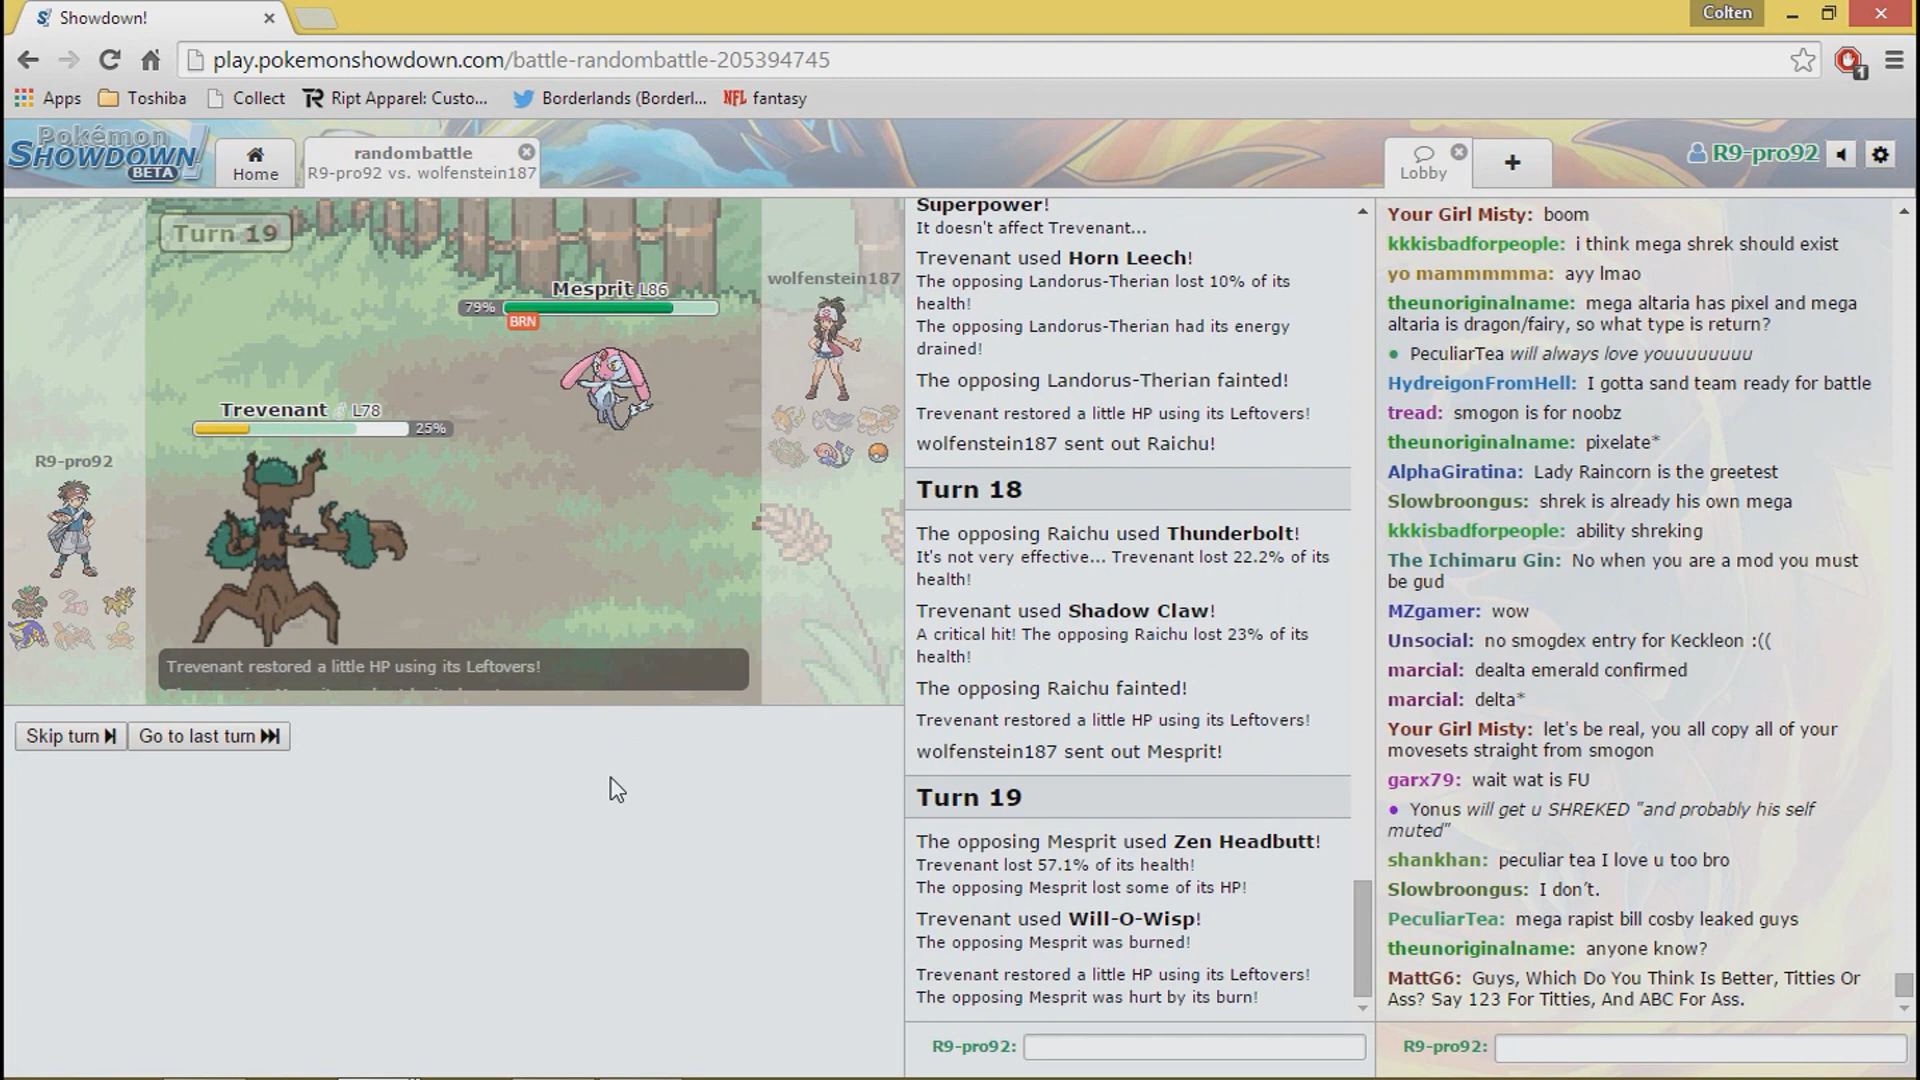 Showdown!
Colten
play.pokemonshowdown.com/battle-randombattle-205394745
1
Apps
Toshiba
Collect
Ript Apparel: Custo...
Borderlands (Borderl...
NFL fantasy
Pokémon
SHOWDOWN!
BETA
Home
randombattle
R9-pro92 vs. wolfenstein187
Lobby
+
R9-pro92
Turn 19
wolfenstein187
Mesprit L86
79%
BRN
Trevenant L78
25%
R9-pro92
Trevenant restored a little HP using its Leftovers!
Skip turn
Go to last turn
Superpower!
It doesn't affect Trevenant...
Trevenant used Horn Leech!
The opposing Landorus-Therian lost 10% of its
health!
The opposing Landorus-Therian had its energy
drained!
The opposing Landorus-Therian fainted!
Trevenant restored a little HP using its Leftovers!
wolfenstein187 sent out Raichu!
Turn 18
The opposing Raichu used Thunderbolt!
It's not very effective... Trevenant lost 22.2% of its
health!
Trevenant used Shadow Claw!
A critical hit! The opposing Raichu lost 23% of its
health!
The opposing Raichu fainted!
Trevenant restored a little HP using its Leftovers!
wolfenstein187 sent out Mesprit!
Turn 19
The opposing Mesprit used Zen Headbutt!
Trevenant lost 57.1% of its health!
The opposing Mesprit lost some of its HP!
Trevenant used Will-O-Wisp!
The opposing Mesprit was burned!
Trevenant restored a little HP using its Leftovers!
The opposing Mesprit was hurt by its burn!
R9-pro92:
Your Girl Misty: boom
kkkisbadforpeople: i think mega shrek should exist
yo mammmmma: ayy lmao
theunoriginalname: mega altaria has pixel and mega
altaria is dragon/fairy, so what type is return?
• PeculiarTea will always love youuuuuuuu
HydreigonFromHell: I gotta sand team ready for battle
tread: smogon is for noobz
theunoriginalname: pixelate*
AlphaGiratina: Lady Raincorn is the greetest
Slowbroongus: shrek is already his own mega
kkkisbadforpeople: ability shreking
The Ichimaru Gin: No when you are a mod you must
be gud
MZgamer: wow
Unsocial: no smogdex entry for Keckleon :((
marcial: dealta emerald confirmed
marcial: delta*
Your Girl Misty: let's be real, you all copy all of your
movesets straight from smogon
garx79: wait wat is FU
• Yonus will get u SHREKED "and probably his self
muted"
shankhan: peculiar tea I love u too bro
Slowbroongus: I don't.
PeculiarTea: mega rapist bill cosby leaked guys
theunoriginalname: anyone know?
MattG6: Guys, Which Do You Think Is Better, Titties Or
Ass? Say 123 For Titties, And ABC For Ass.
R9-pro92: